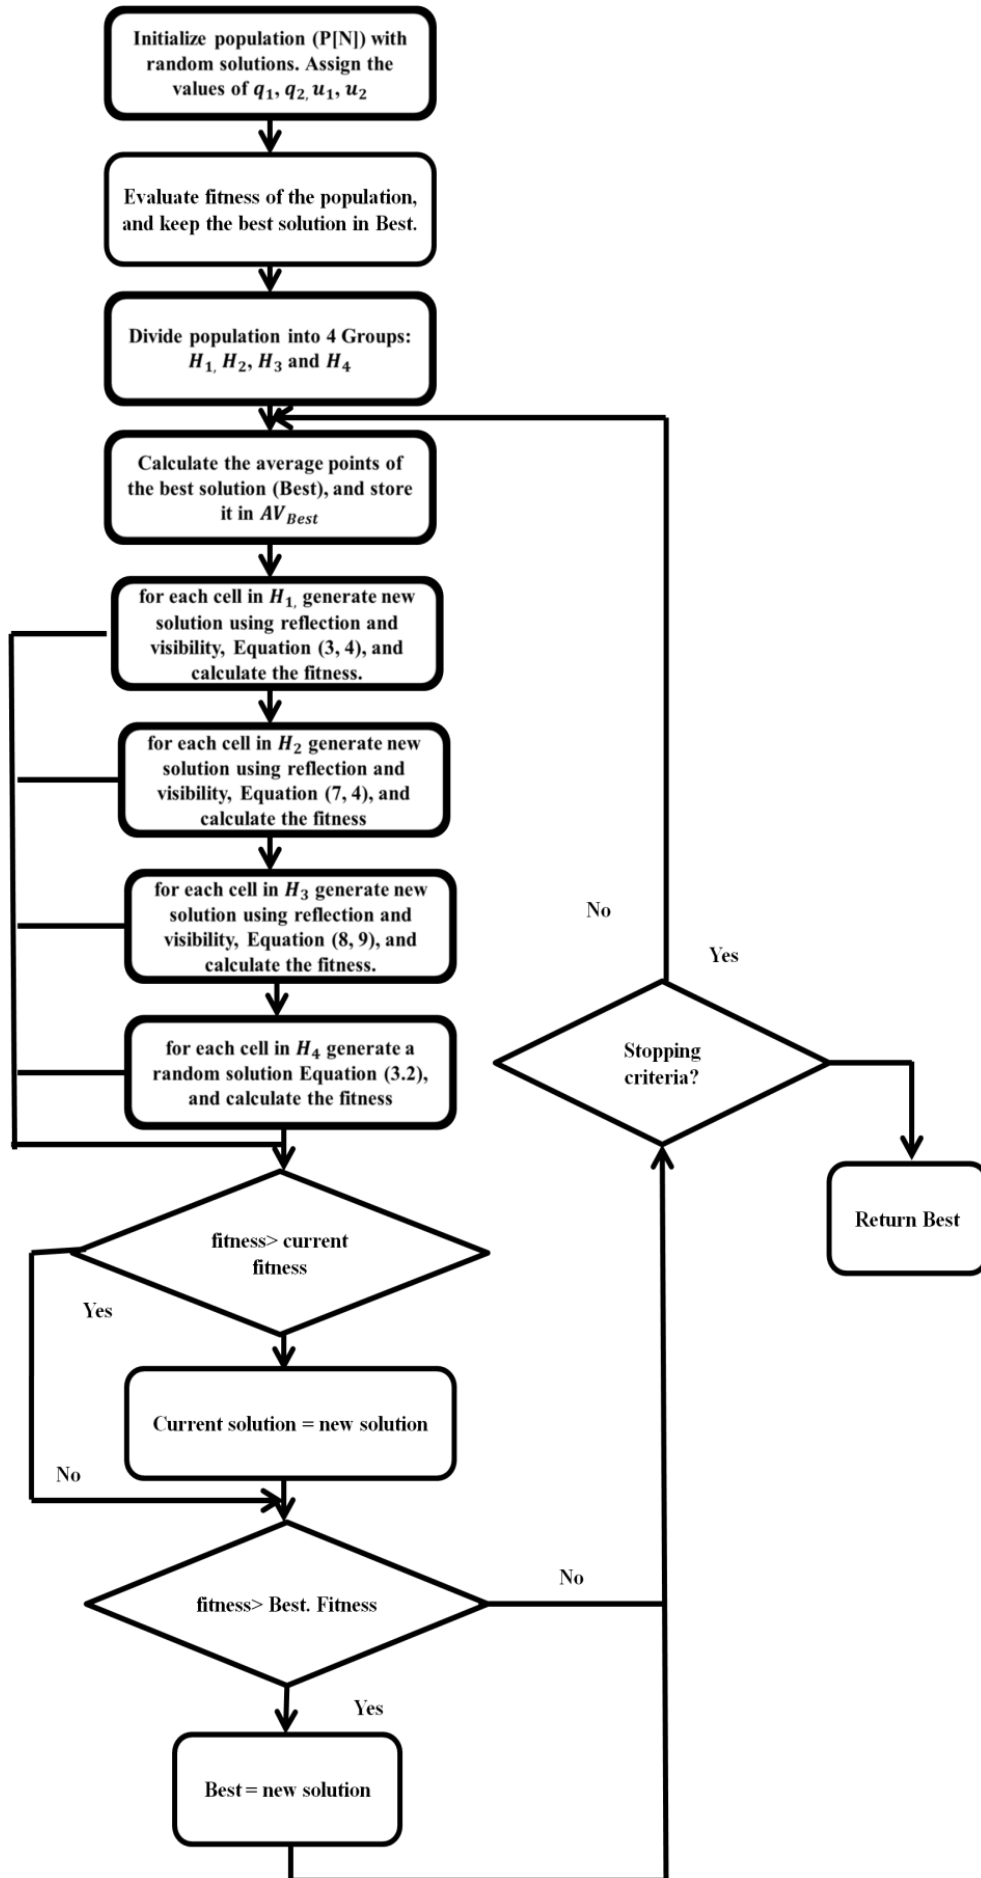 Initialize population (P[N]) with
random solutions. Assign the
values of q₁, q₂, u₁, u₂
Evaluate fitness of the population,
and keep the best solution in Best.
Divide population into 4 Groups:
H₁, H₂, H₃ and H₄
Calculate the average points of
the best solution (Best), and store
it in AV_Best
for each cell in H₁, generate new
solution using reflection and
visibility, Equation (3, 4), and
calculate the fitness.
for each cell in H₂ generate new
solution using reflection and
visibility, Equation (7, 4), and
calculate the fitness
for each cell in H₃ generate new
solution using reflection and
visibility, Equation (8, 9), and
calculate the fitness.
for each cell in H₄ generate a
random solution Equation (3.2),
and calculate the fitness
fitness> current
fitness
Yes
Current solution = new solution
No
fitness> Best. Fitness
No
Yes
Best = new solution
No
Yes
Stopping
criteria?
Return Best